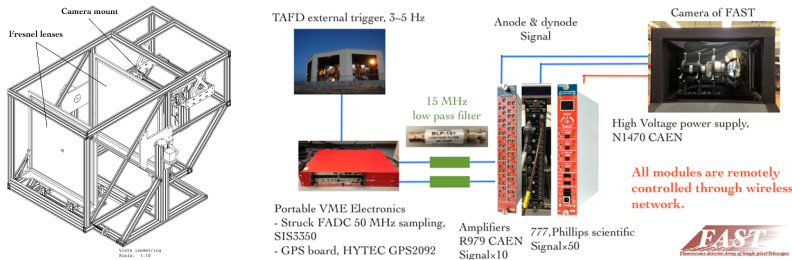 Camera mount
Fresnel lenses
Vista isometrica
Scale: 1:10
TAFD external trigger, 3~5 Hz
Anode & dynode
Signal
Camera of FAST
15 MHz
low pass filter
BLP-15+
High Voltage power supply,
N1470 CAEN
All modules are remotely
controlled through wireless
network.
Portable VME Electronics
- Struck FADC 50 MHz sampling,
SIS3350
- GPS board, HYTEC GPS2092
Amplifiers
R979 CAEN
Signal×10
777,Phillips scientific
Signal×50
FAST
Fluorescence detector Array of Single-pixel Telescopes